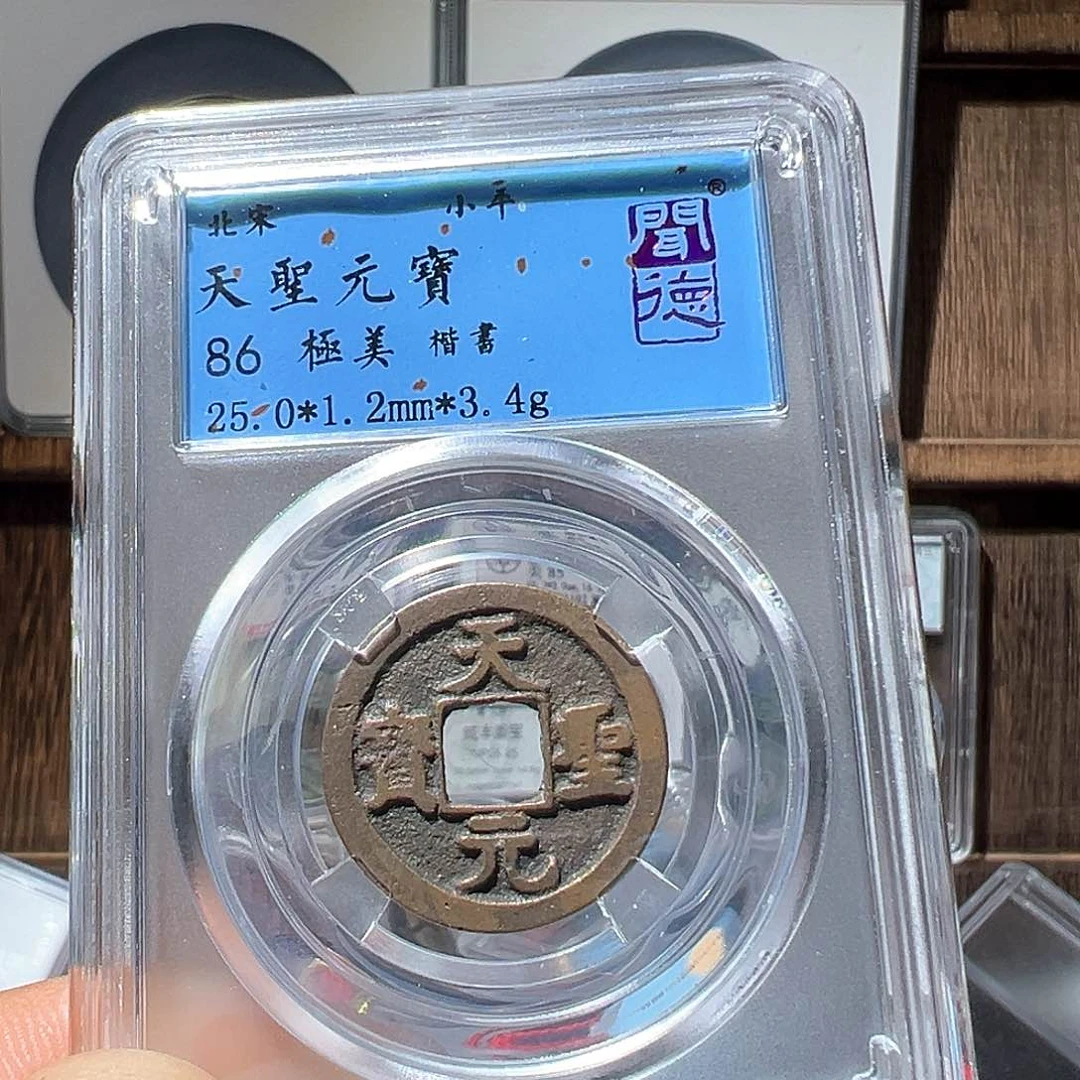 北宋 小平
天聖元寶
86 極美 楷書
25.0*1.2mm*3.4g
聞德®
天聖元寶